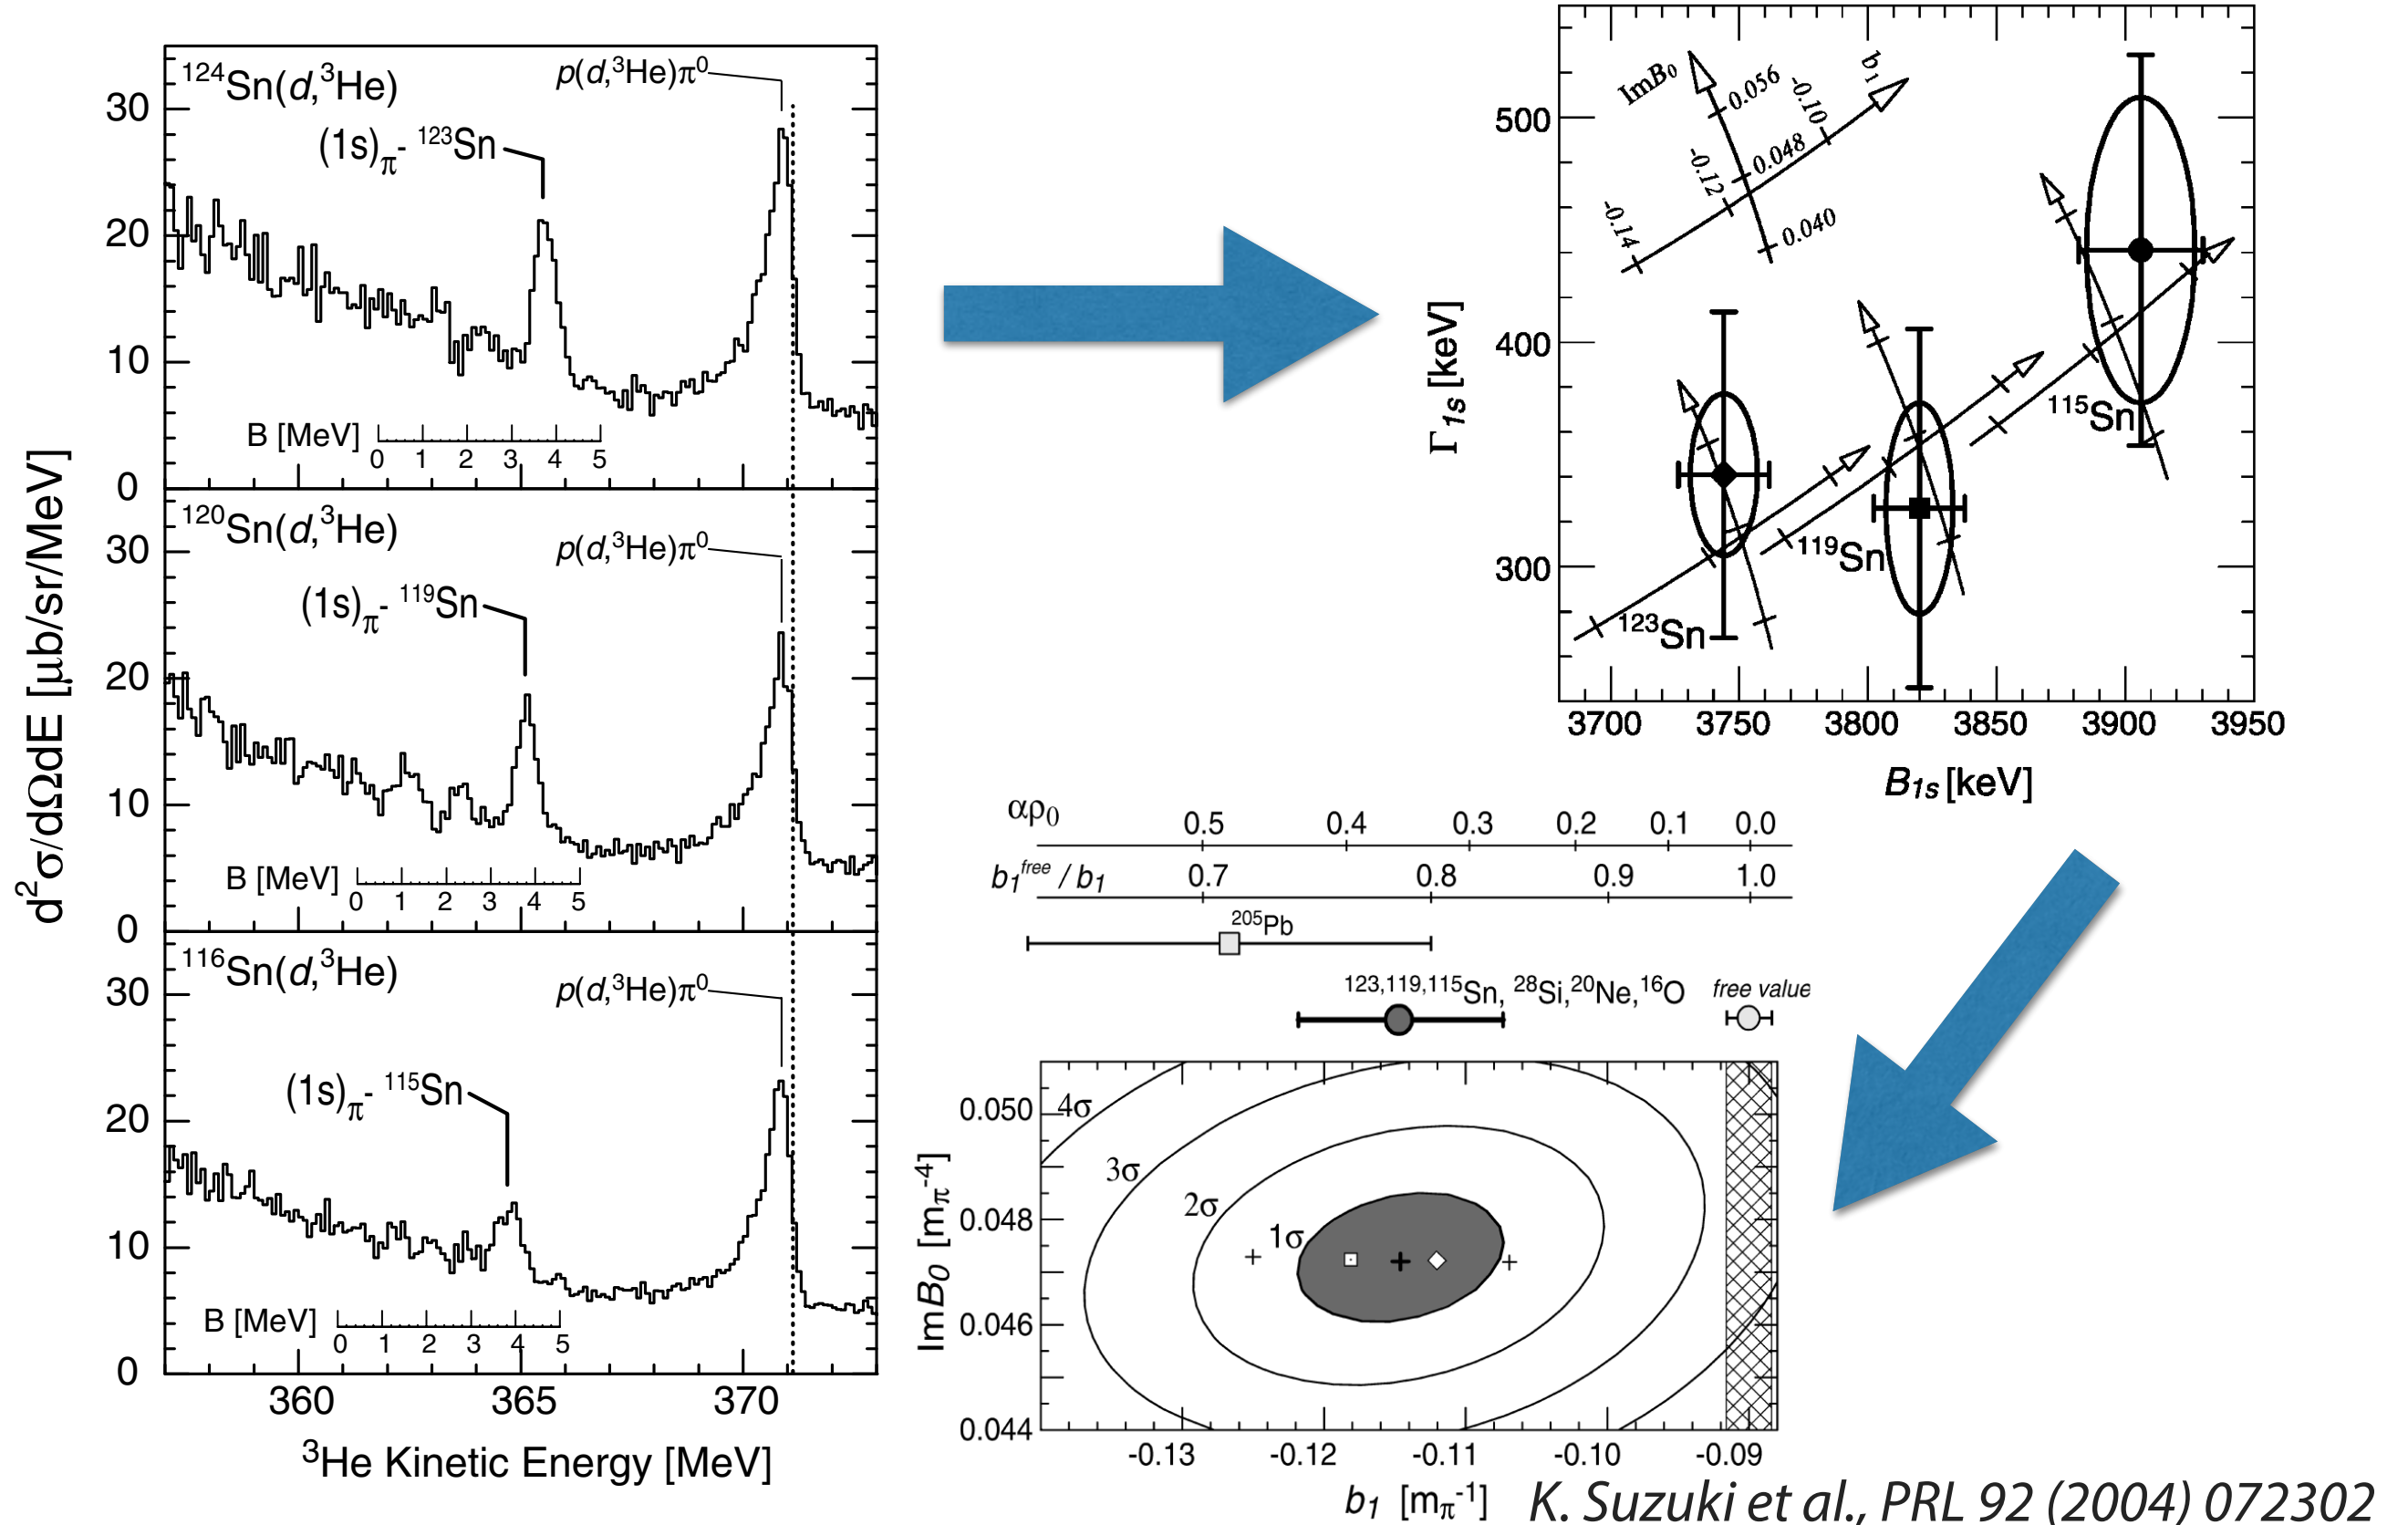 d²σ/dΩdE [μb/sr/MeV]
¹²⁴Sn(d,³He)
p(d,³He)π⁰
(1s)π- ¹²³Sn
30
20
10
0
B [MeV]
0 1 2 3 4 5
¹²⁰Sn(d,³He)
p(d,³He)π⁰
(1s)π- ¹¹⁹Sn
30
20
10
0
B [MeV]
0 1 2 3 4 5
¹¹⁶Sn(d,³He)
p(d,³He)π⁰
(1s)π- ¹¹⁵Sn
30
20
10
0
B [MeV]
0 1 2 3 4 5
360 365 370
³He Kinetic Energy [MeV]
Γ1s [keV]
500
400
300
ImB₀
0.056
0.048
0.040
b₁
-0.10
-0.12
-0.14
¹¹⁵Sn
¹¹⁹Sn
¹²³Sn
3700 3750 3800 3850 3900 3950
B1s [keV]
αρ₀
0.5 0.4 0.3 0.2 0.1 0.0
b₁free / b₁
0.7 0.8 0.9 1.0
²⁰⁵Pb
¹²³,¹¹⁹,¹¹⁵Sn, ²⁸Si,²⁰Ne,¹⁶O
free value
ImB₀ [mπ⁻⁴]
0.050
0.048
0.046
0.044
4σ
3σ
2σ
1σ
-0.13 -0.12 -0.11 -0.10 -0.09
b₁ [mπ⁻¹]
K. Suzuki et al., PRL 92 (2004) 072302